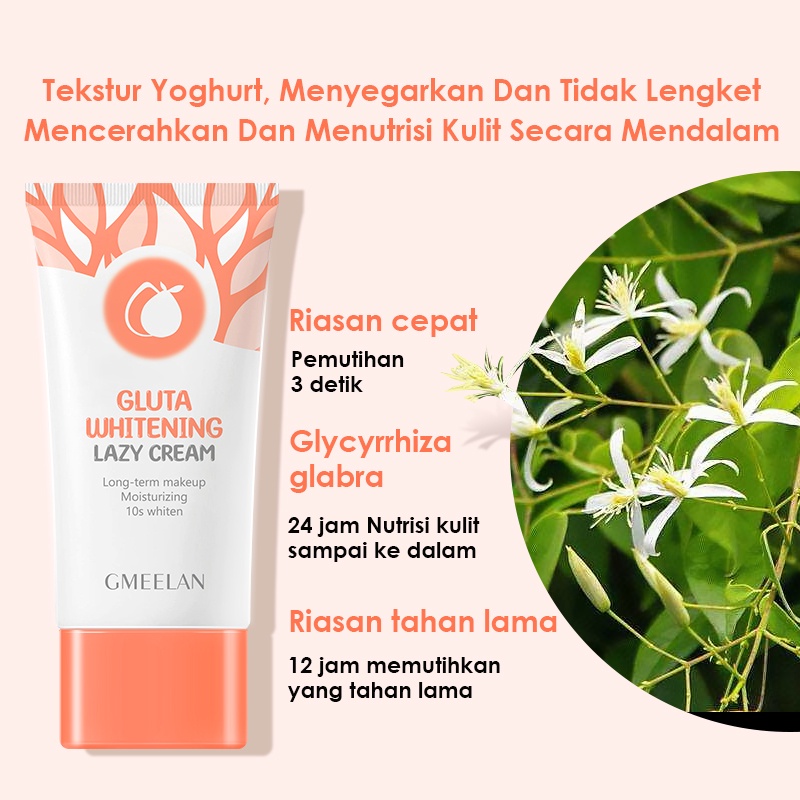 Tekstur Yoghurt, Menyegarkan Dan Tidak Lengket
Mencerahkan Dan Menutrisi Kulit Secara Mendalam
GLUTA
WHITENING
LAZY CREAM
Long-term makeup
Moisturizing
10s whiten
GMEELAN
Riasan cepat
Pemutihan
3 detik
Glycyrrhiza
glabra
24 jam Nutrisi kulit
sampai ke dalam
Riasan tahan lama
12 jam memutihkan
yang tahan lama